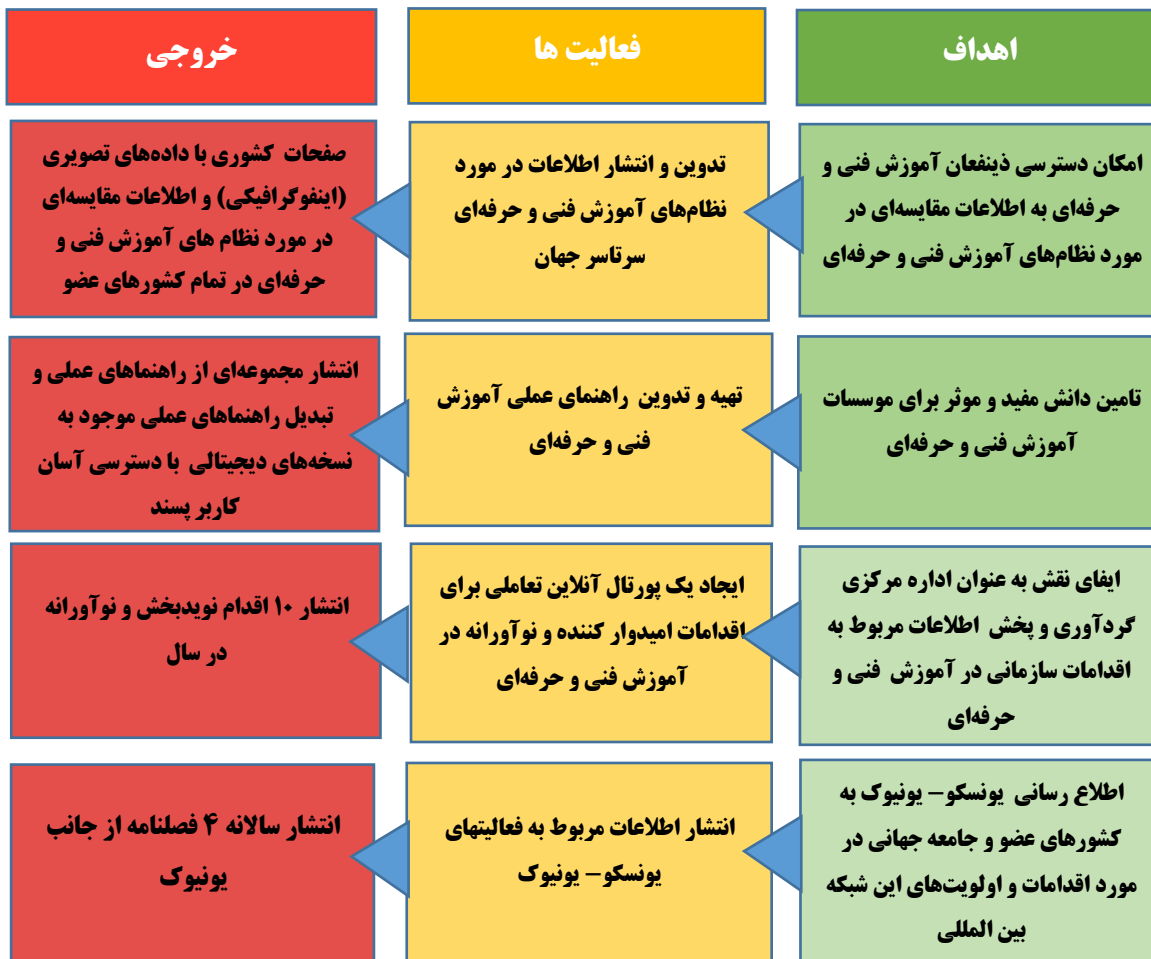 اهداف
فعالیت ها
خروجی
امکان دسترسی ذینفعان آموزش فنی و
حرفه‌ای به اطلاعات مقایسه‌ای در
مورد نظام‌های آموزش فنی و حرفه‌ای
تدوین و انتشار اطلاعات در مورد
نظام‌های آموزش فنی و حرفه‌ای
سرتاسر جهان
صفحات کشوری با داده‌های تصویری
(اینفوگرافیکی) و اطلاعات مقایسه‌ای
در مورد نظام های آموزش فنی و
حرفه‌ای در تمام کشورهای عضو
تامین دانش مفید و موثر برای موسسات
آموزش فنی و حرفه‌ای
تهیه و تدوین راهنمای عملی آموزش
فنی و حرفه‌ای
انتشار مجموعه‌ای از راهنماهای عملی و
تبدیل راهنماهای عملی موجود به
نسخه‌های دیجیتالی با دسترسی آسان
کاربر پسند
ایفای نقش به عنوان اداره مرکزی
گردآوری و پخش اطلاعات مربوط به
اقدامات سازمانی در آموزش فنی و
حرفه‌ای
ایجاد یک پورتال آنلاین تعاملی برای
اقدامات امیدوار کننده و نوآورانه در
آموزش فنی و حرفه‌ای
انتشار ۱۰ اقدام نویدبخش و نوآورانه
در سال
اطلاع رسانی یونسکو– یونیوک به
کشورهای عضو و جامعه جهانی در
مورد اقدامات و اولویت‌های این شبکه
بین المللی
انتشار اطلاعات مربوط به فعالیتهای
یونسکو– یونیوک
انتشار سالانه ۴ فصلنامه از جانب
یونیوک